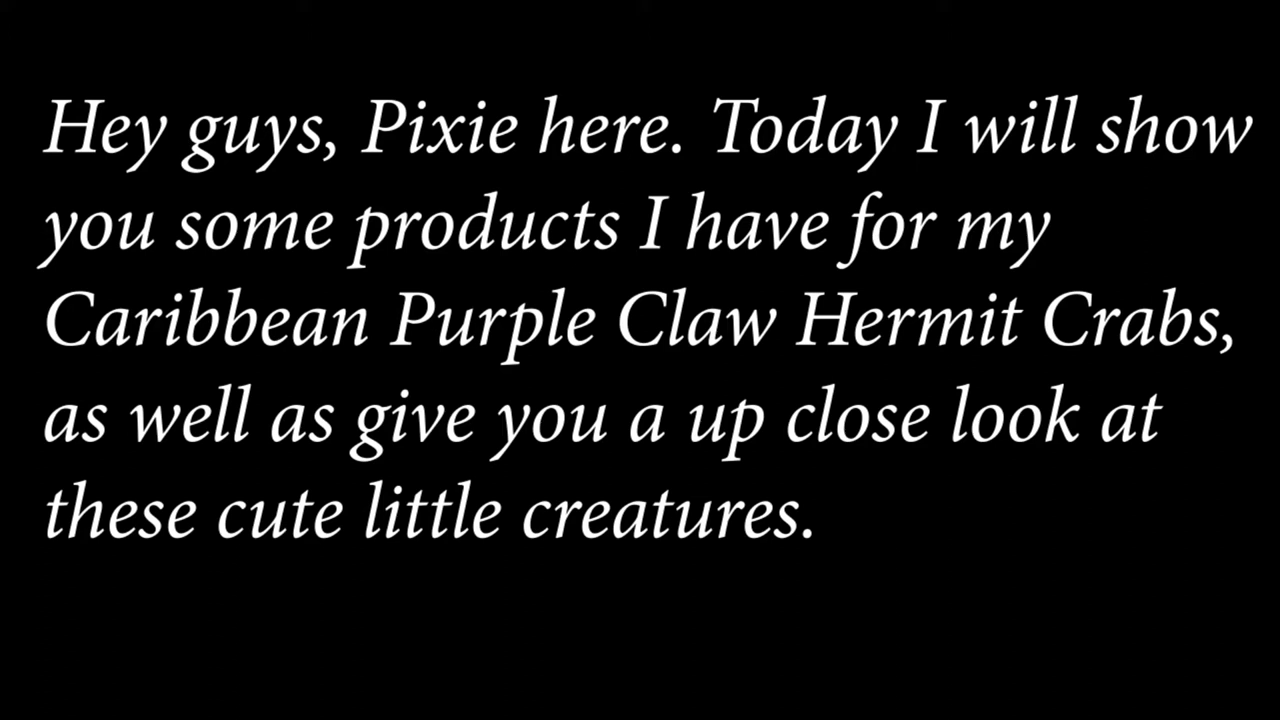 Hey guys, Pixie here. Today I will show
you some products I have for my
Caribbean Purple Claw Hermit Crabs,
as well as give you a up close look at
these cute little creatures.